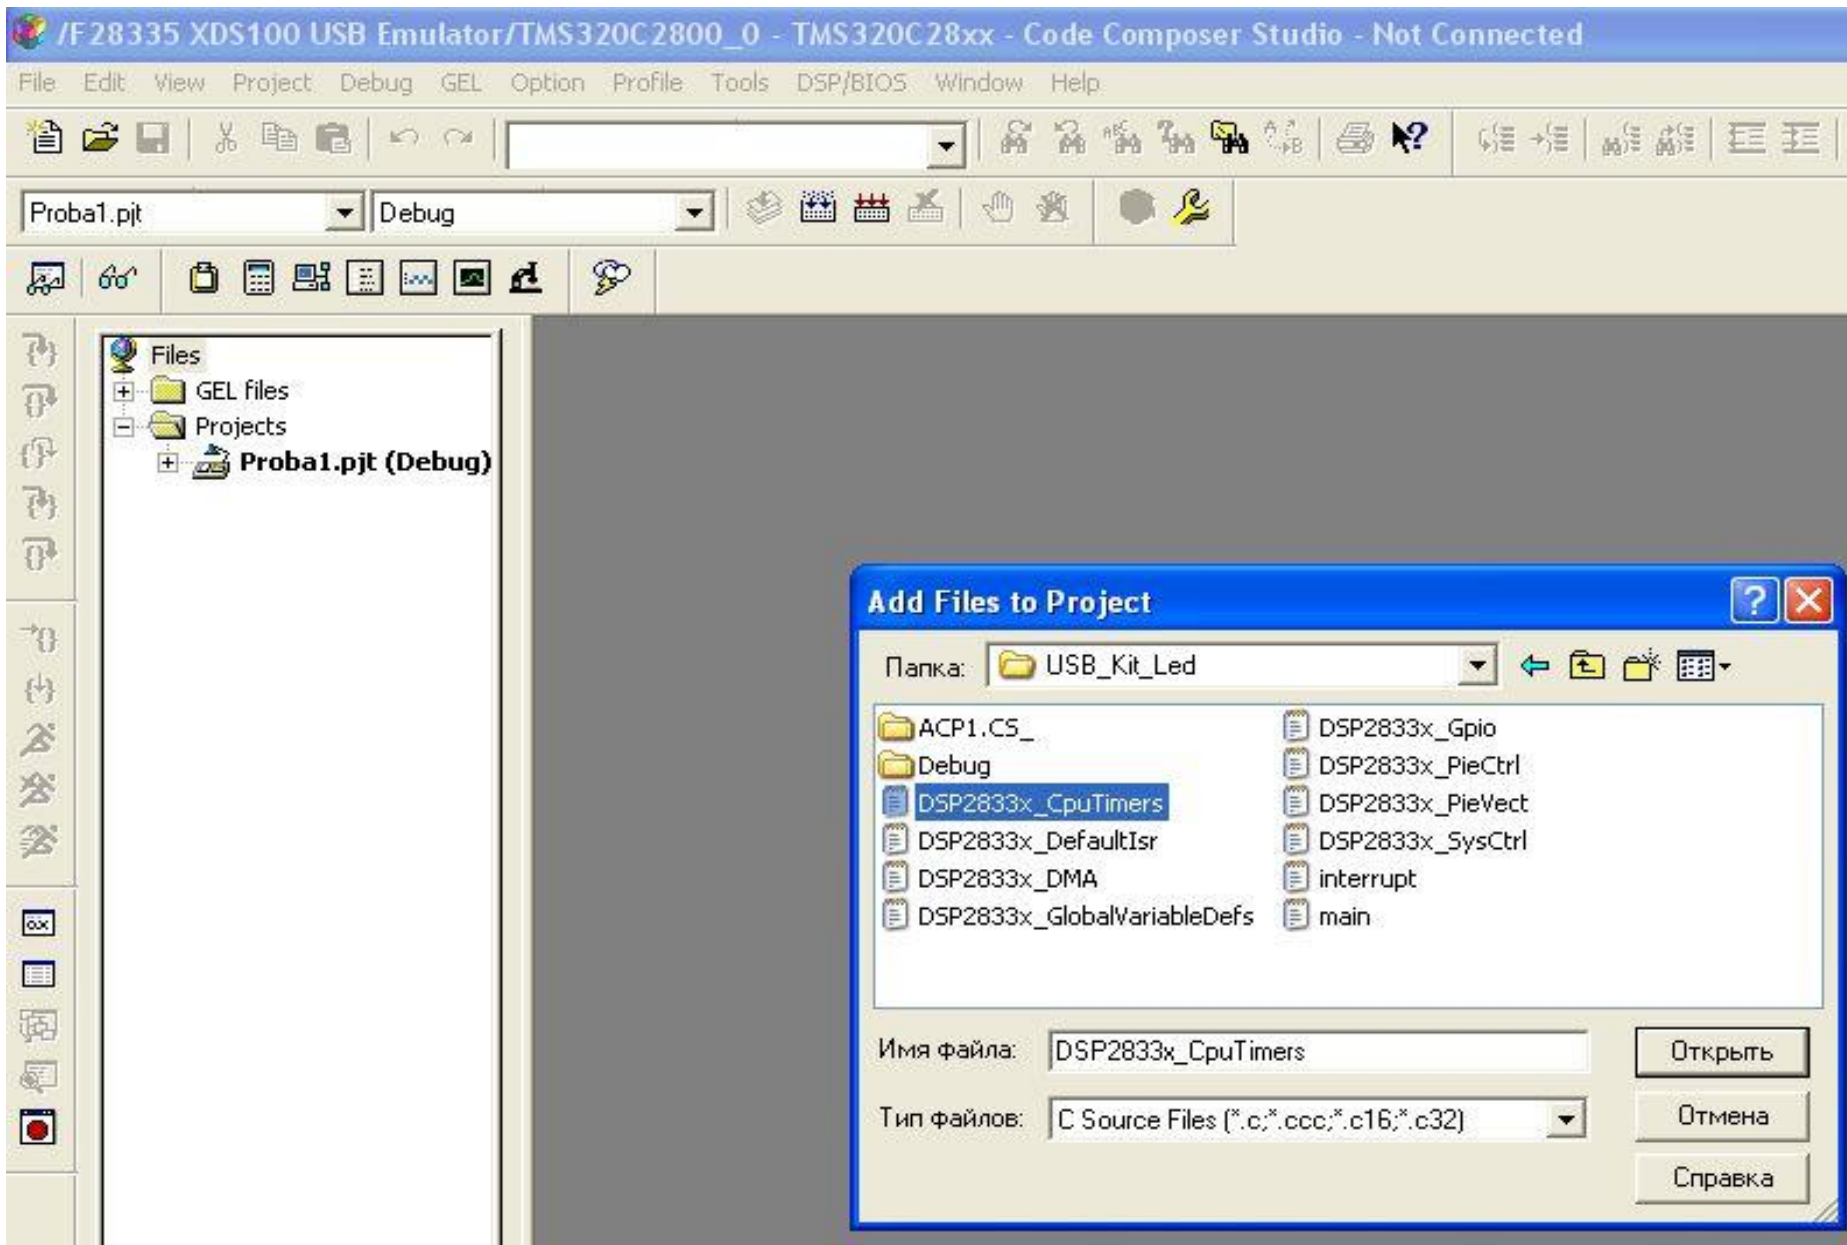 /F28335 XDS100 USB Emulator/TMS320C2800_0 - TMS320C28xx - Code Composer Studio - Not Connected
File Edit View Project Debug GEL Option Profile Tools DSP/BIOS Window Help
Proba1.pjt Debug
Files
GEL files
Projects
Proba1.pjt (Debug)
Add Files to Project
Папка: USB_Kit_Led
ACP1.CS_
Debug
DSP2833x_CpuTimers
DSP2833x_DefaultIsr
DSP2833x_DMA
DSP2833x_GlobalVariableDefs
DSP2833x_Gpio
DSP2833x_PieCtrl
DSP2833x_PieVect
DSP2833x_SysCtrl
interrupt
main
Имя файла: DSP2833x_CpuTimers Открыть
Тип файлов: C Source Files (*.c;*.ccc;*.c16;*.c32) Отмена
Справка